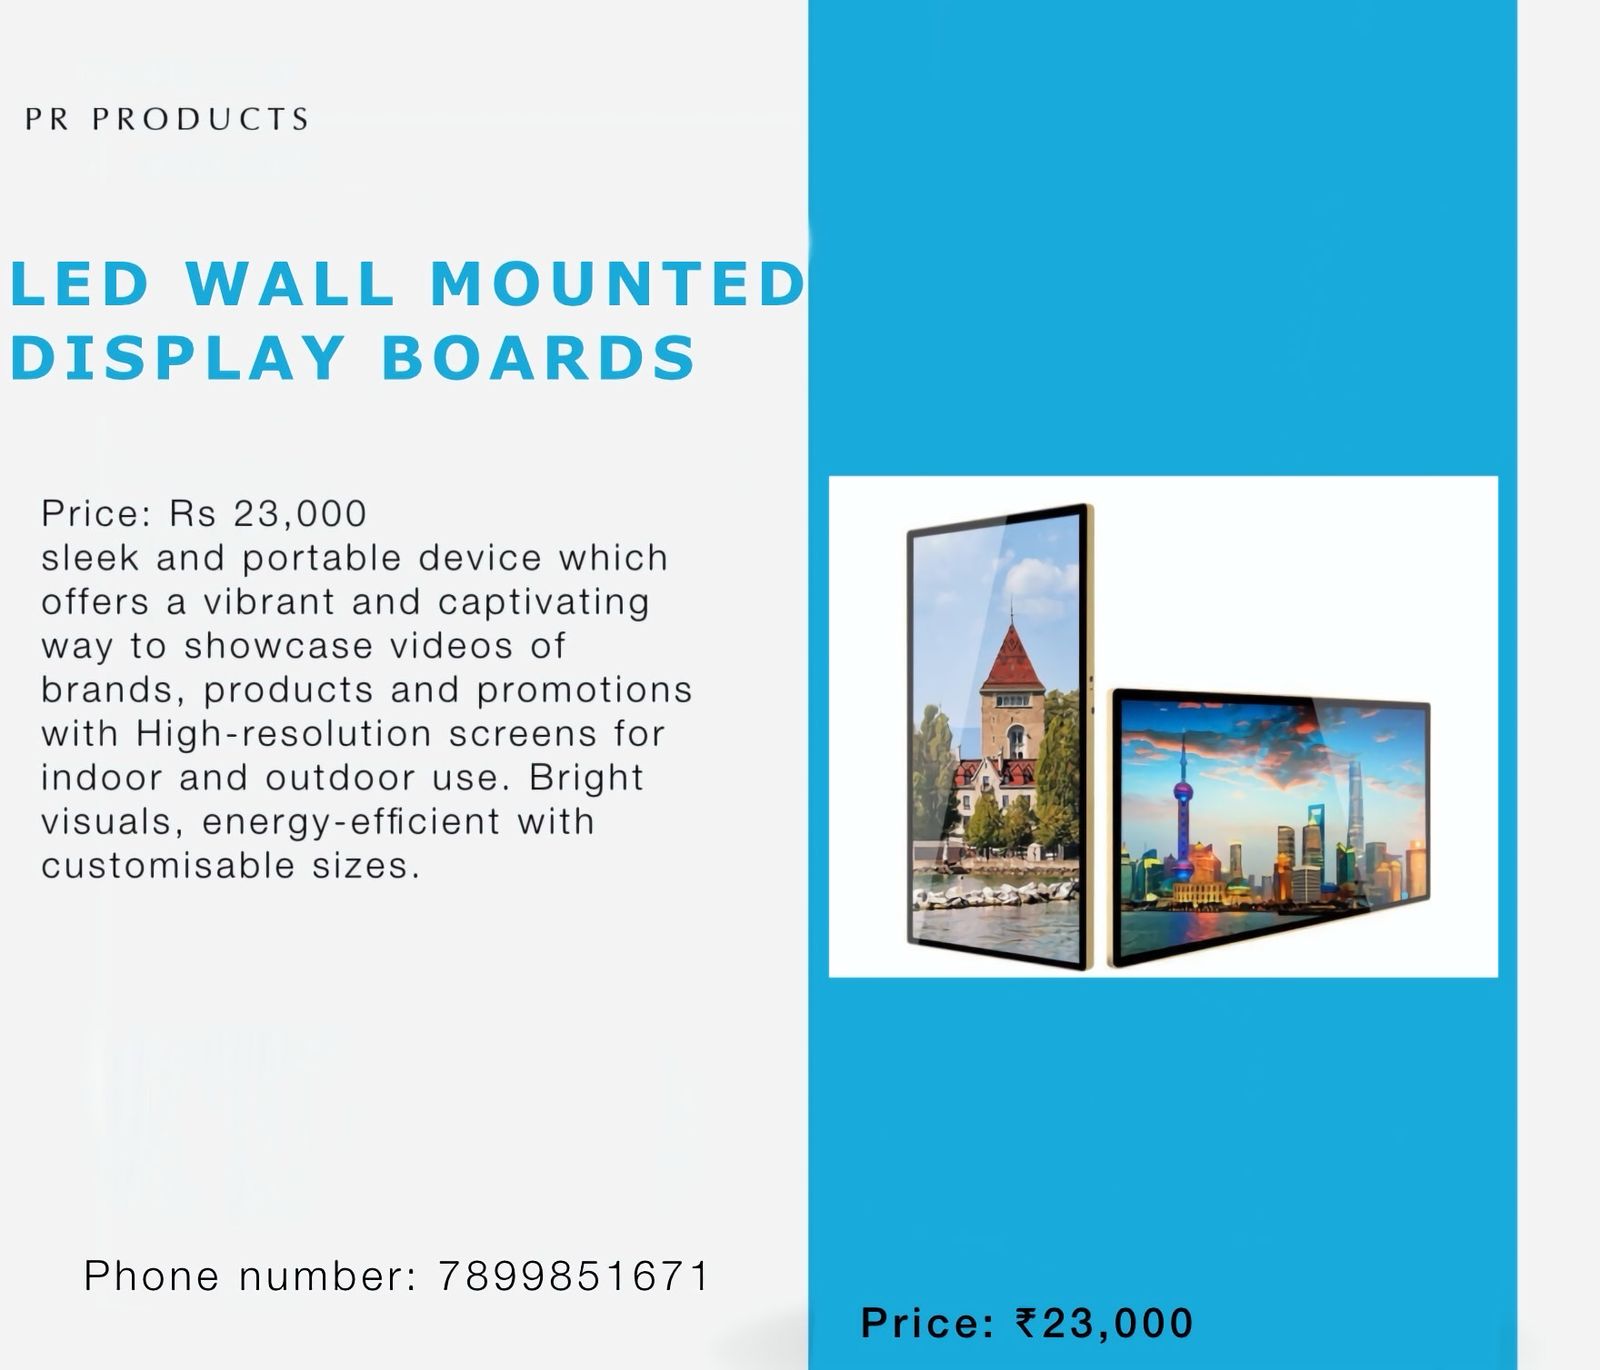 PR PRODUCTS
LED WALL MOUNTED
DISPLAY BOARDS
Price: Rs 23,000
sleek and portable device which
offers a vibrant and captivating
way to showcase videos of
brands, products and promotions
with High-resolution screens for
indoor and outdoor use. Bright
visuals, energy-efficient with
customisable sizes.
Phone number: 7899851671
Price: ₹23,000